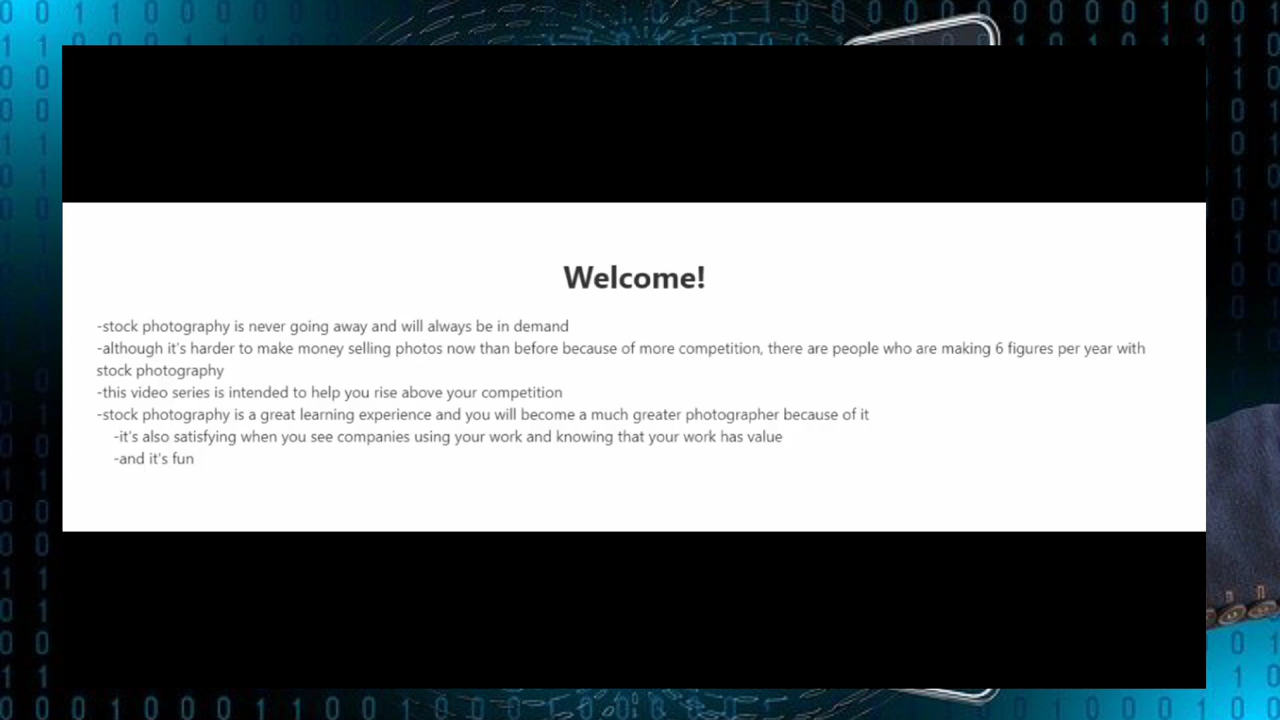 Welcome!
-stock photography is never going away and will always be in demand
-although it's harder to make money selling photos now than before because of more competition, there are people who are making 6 figures per year with
stock photography
-this video series is intended to help you rise above your competition
-stock photography is a great learning experience and you will become a much greater photographer because of it
-it's also satisfying when you see companies using your work and knowing that your work has value
-and it's fun